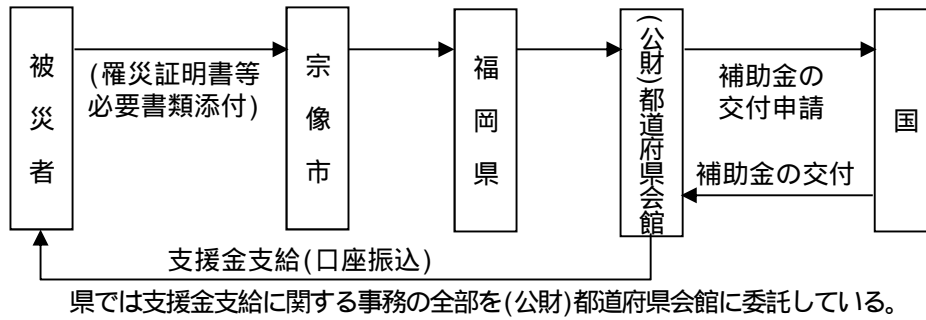 被災者
(罹災証明書等
必要書類添付)
宗像市
福岡県
(公財)都道府県会館
補助金の
交付申請
国
補助金の交付
支援金支給(口座振込)
県では支援金支給に関する事務の全部を(公財)都道府県会館に委託している。